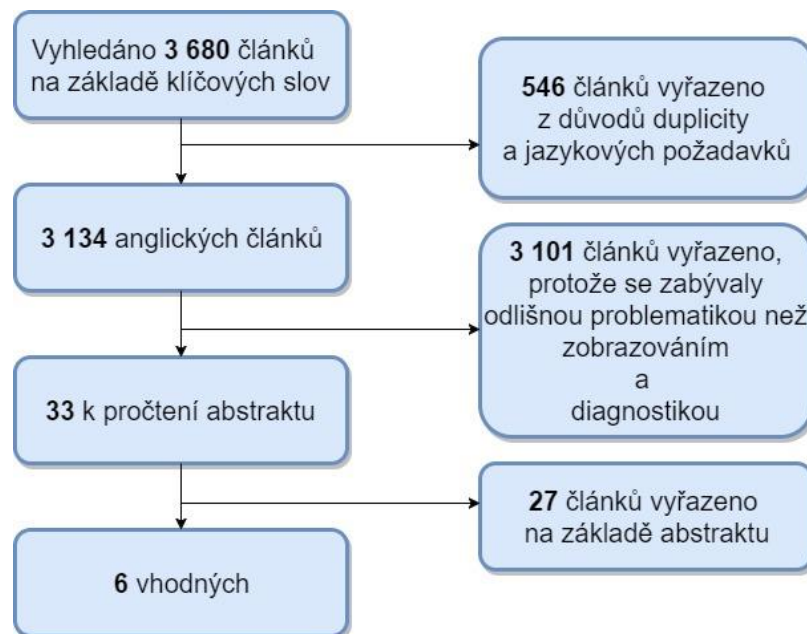 Vyhledáno 3 680 článků
na základě klíčových slov
546 článků vyřazeno
z důvodů duplicity
a jazykových požadavků
3 134 anglických článků
3 101 článků vyřazeno,
protože se zabývaly
odlišnou problematikou než
zobrazováním
a
diagnostikou
33 k pročtení abstraktu
27 článků vyřazeno
na základě abstraktu
6 vhodných